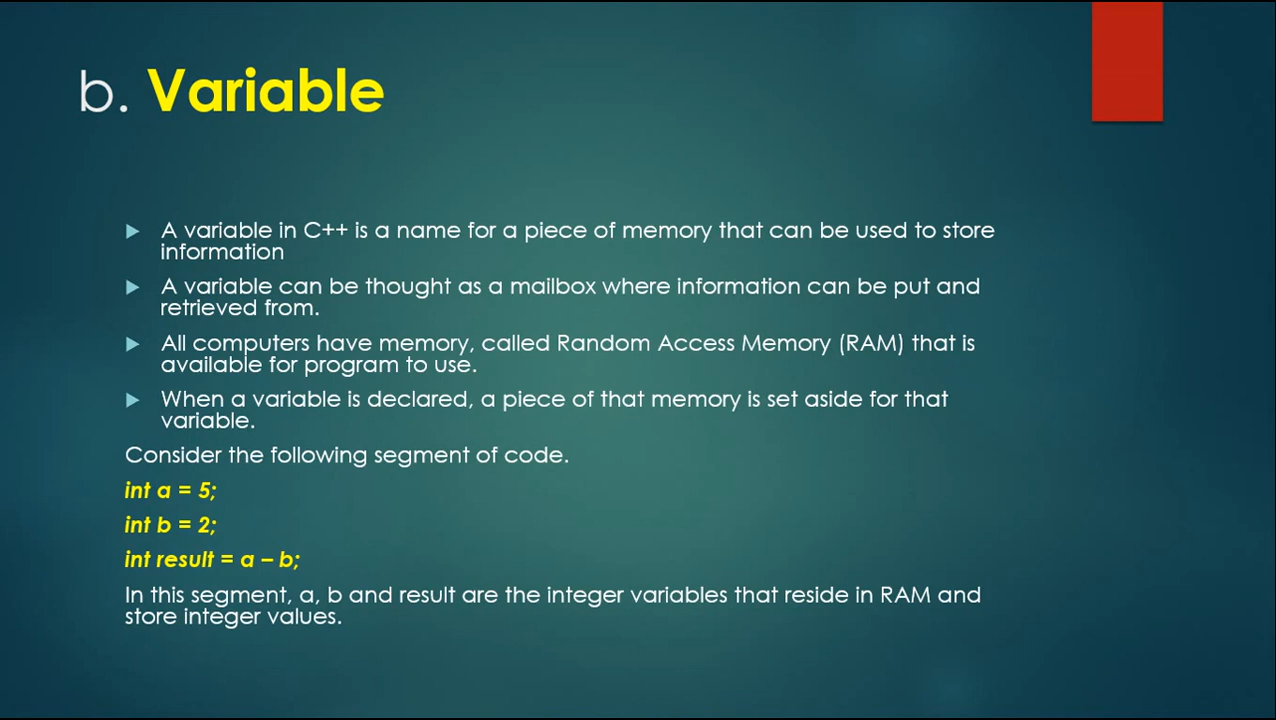 b. Variable
A variable in C++ is a name for a piece of memory that can be used to store
information
A variable can be thought as a mailbox where information can be put and
retrieved from.
All computers have memory, called Random Access Memory (RAM) that is
available for program to use.
When a variable is declared, a piece of that memory is set aside for that
variable.
Consider the following segment of code.
int a = 5;
int b = 2;
int result = a – b;
In this segment, a, b and result are the integer variables that reside in RAM and
store integer values.